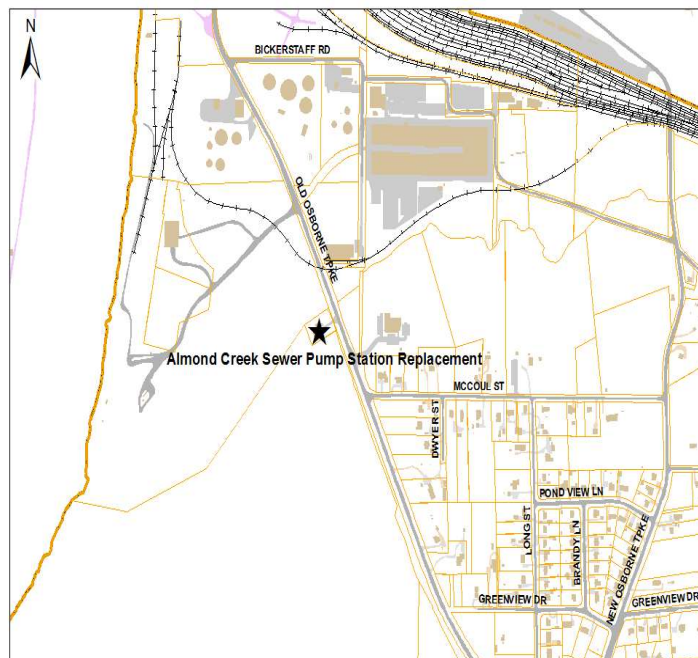 N
BICKERSTAFF RD
OLD OSBORNE TPKE
Almond Creek Sewer Pump Station Replacement
MCCOUL ST
DWYER ST
POND VIEW LN
LONG ST
BRANDY LN
NEW OSBORNE TPKE
GREENVIEW DR
GREENVIEW DR